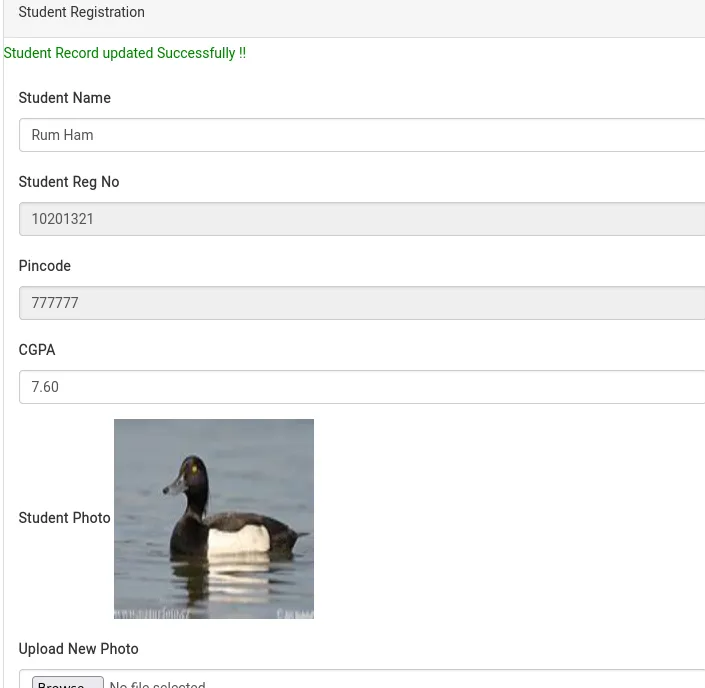 Student Registration
Student Record updated Successfully !!
Student Name
Rum Ham
Student Reg No
10201321
Pincode
777777
CGPA
7.60
Student Photo
Upload New Photo
Browse... No file selected.